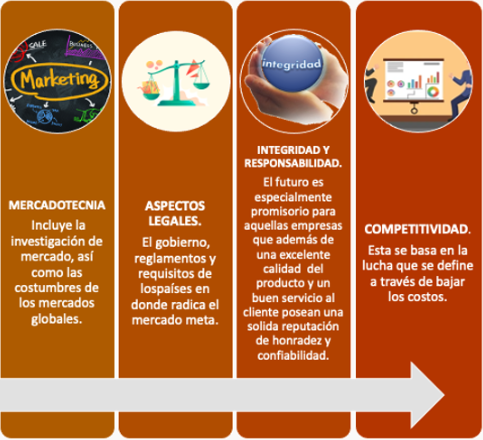 SALE
BUSINESS
Marketing
MERCADOTECNIA
Incluye la
investigación de
mercado, así
como las
costumbres de
los mercados
globales.
ASPECTOS
LEGALES.
El gobierno,
reglamentos y
requisitos de
lospaíses en
donde radica el
mercado meta.
integridad
INTEGRIDAD Y
RESPONSABILIDAD.
El futuro es
especialmente
promisorio para
aquellas empresas
que además de
una excelente
calidad del
producto y un
buen servicio al
cliente posean una
solida reputación
de honradez y
confiabilidad.
COMPETITIVIDAD.
Esta se basa en la
lucha que se define
a través de bajar
los costos.